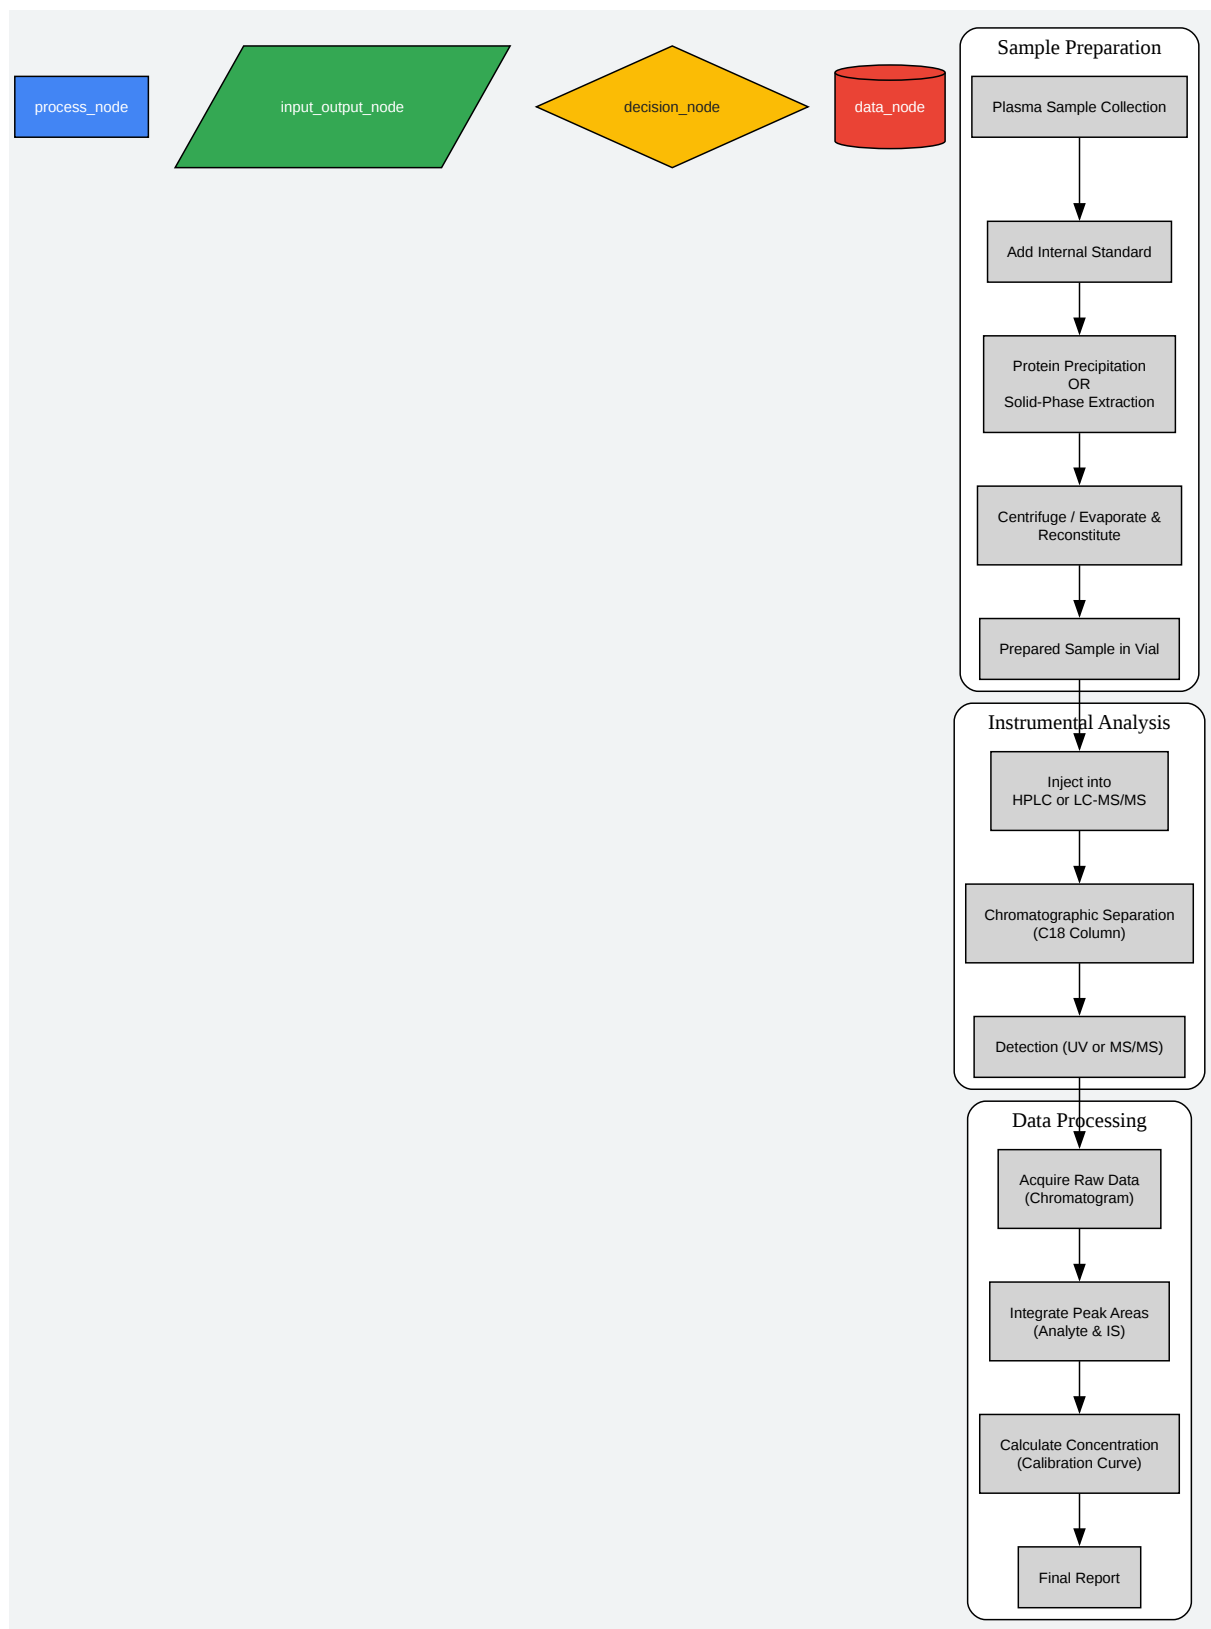 process_node
input_output_node
decision_node
data_node
Sample Preparation
Plasma Sample Collection
Add Internal Standard
Protein Precipitation
OR
Solid-Phase Extraction
Centrifuge / Evaporate &
Reconstitute
Prepared Sample in Vial
Instrumental Analysis
Inject into
HPLC or LC-MS/MS
Chromatographic Separation
(C18 Column)
Detection (UV or MS/MS)
Data Processing
Acquire Raw Data
(Chromatogram)
Integrate Peak Areas
(Analyte & IS)
Calculate Concentration
(Calibration Curve)
Final Report